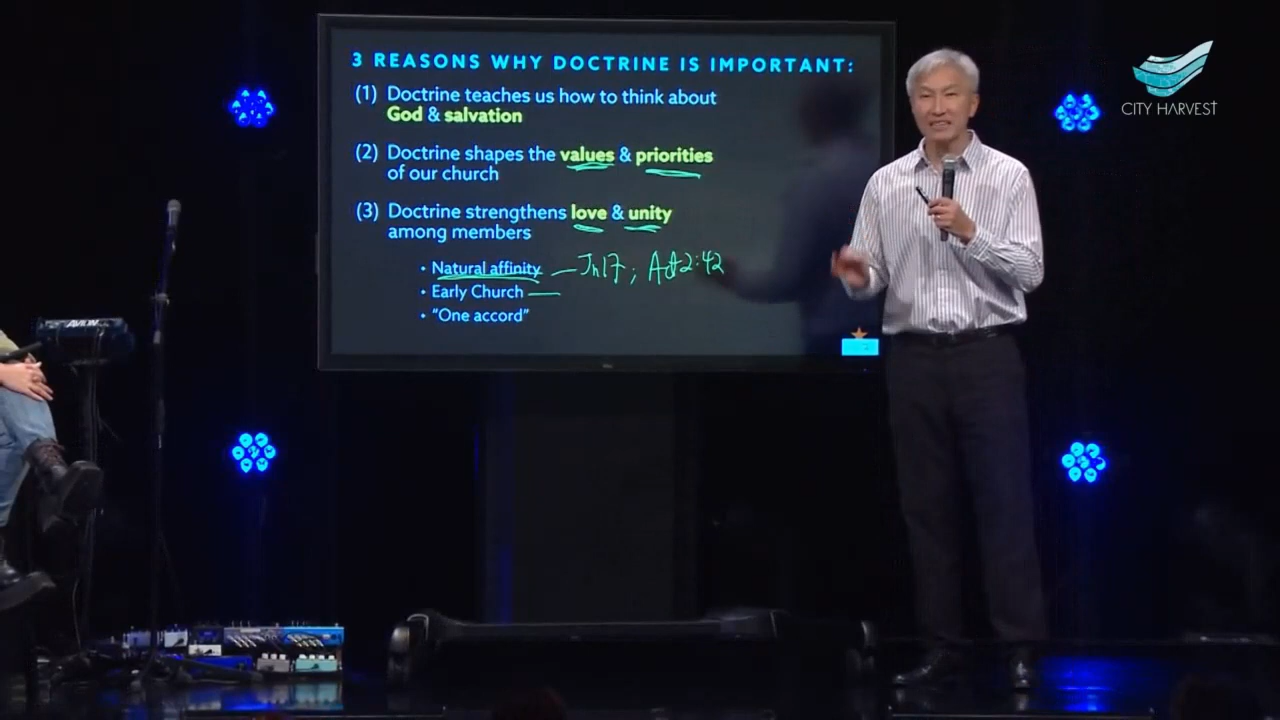 3 REASONS WHY DOCTRINE IS IMPORTANT:
(1) Doctrine teaches us how to think about
God & salvation
(2) Doctrine shapes the values & priorities
of our church
(3) Doctrine strengthens love & unity
among members
• Natural affinity — Jn17 ; Act2:42
• Early Church —
• "One accord"
CITY HARVEST
AVION